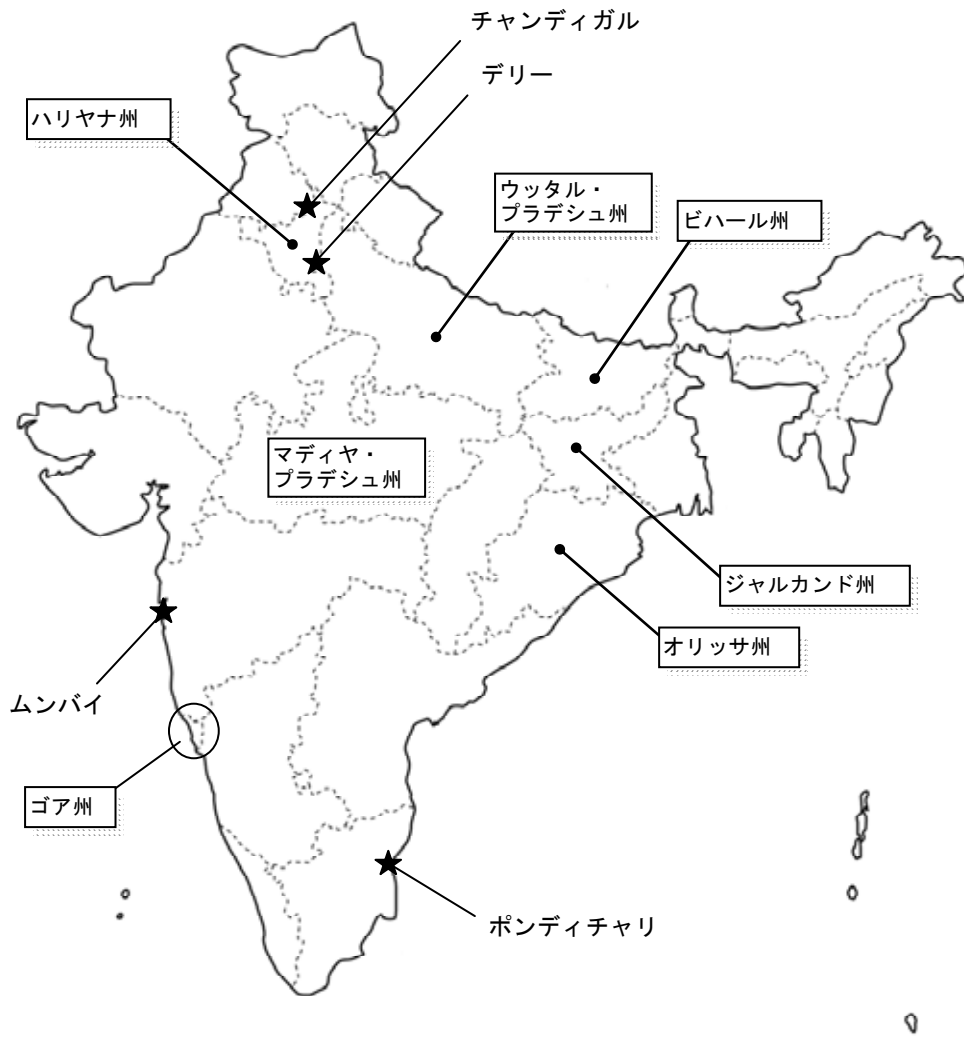 チャンディガル
デリー
ハリヤナ州
ウッタル・
プラデシュ州
ビハール州
マディヤ・
プラデシュ州
ジャルカンド州
オリッサ州
ムンバイ
ゴア州
ポンディチャリ